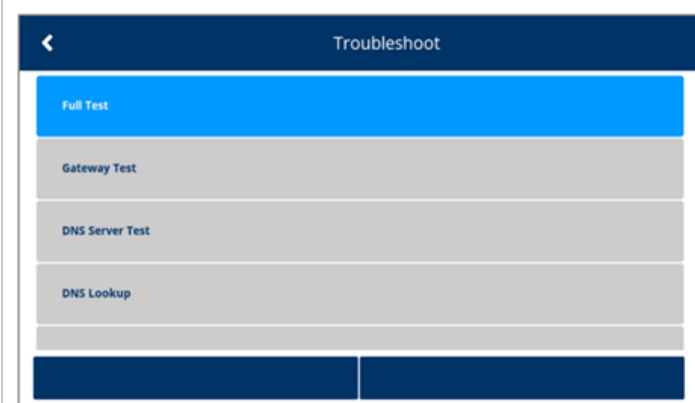 Troubleshoot
Full Test
Gateway Test
DNS Server Test
DNS Lookup